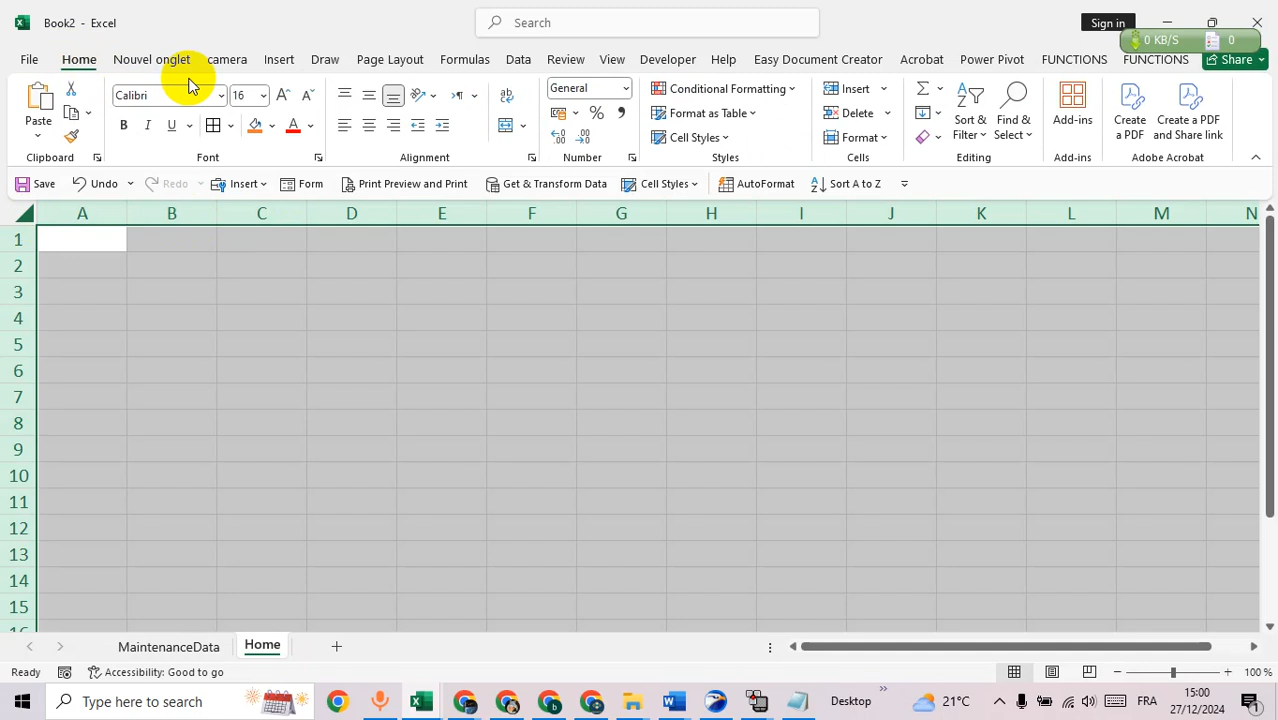 Book2 - Excel
Search
Sign in
0 KB/S
0
File
Home
Nouvel onglet
camera
Insert
Draw
Page Layout
Formulas
Data
Review
View
Developer
Help
Easy Document Creator
Acrobat
Power Pivot
FUNCTIONS
FUNCTIONS
Share
Paste
Calibri
16
General
Conditional Formatting
Format as Table
Cell Styles
Insert
Delete
Format
Sort &
Filter
Find &
Select
Add-ins
Create
a PDF
Create a PDF
and Share link
Clipboard
Font
Alignment
Number
Styles
Cells
Editing
Add-ins
Adobe Acrobat
Save
Undo
Redo
Insert
Form
Print Preview and Print
Get & Transform Data
Cell Styles
AutoFormat
Sort A to Z
A B C D E F G H I J K L M N
1
2
3
4
5
6
7
8
9
10
11
12
13
14
15
MaintenanceData
Home
Ready
Accessibility: Good to go
100 %
Type here to search
Desktop
21°C
FRA
15:00
27/12/2024